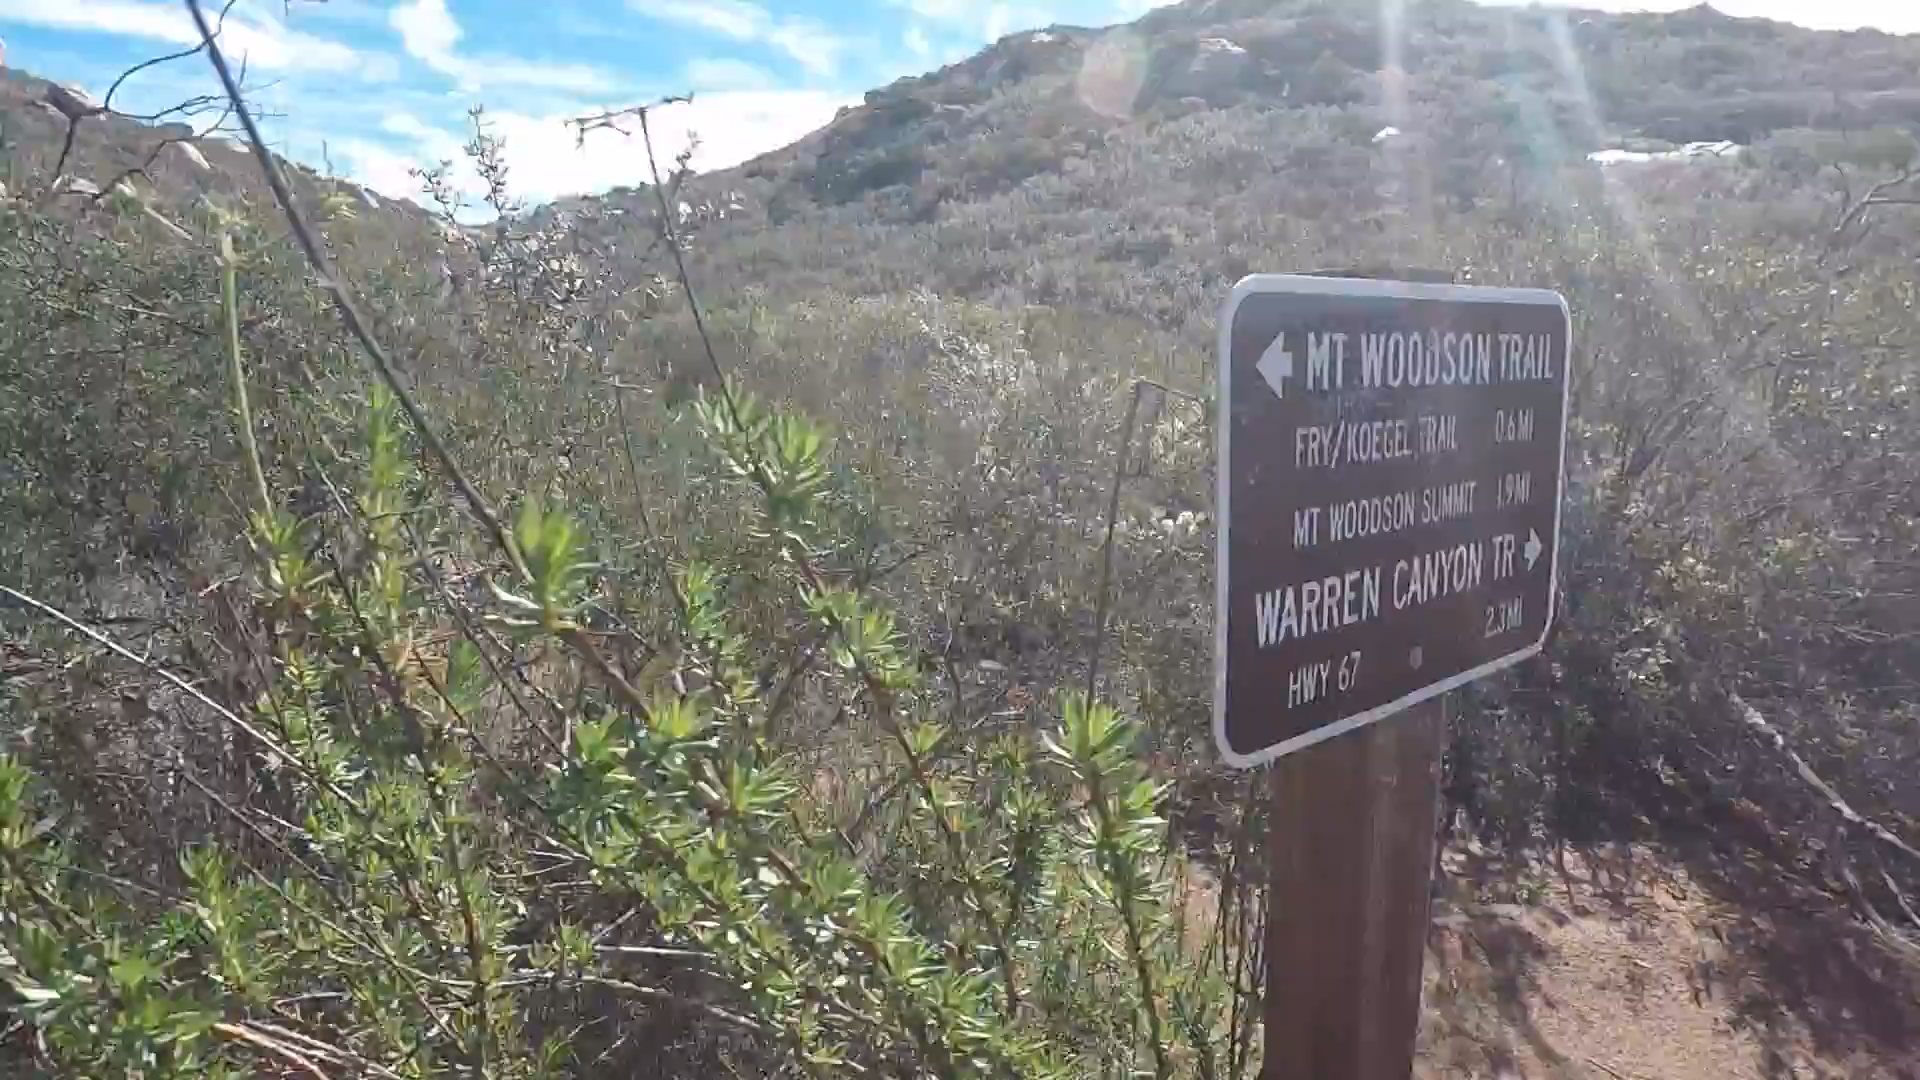 MT WOODSON TRAIL
FRY/KOEGEL TRAIL 0.6 MI
MT WOODSON SUMMIT 1.9 MI
WARREN CANYON TR
2.3 MI
HWY 67